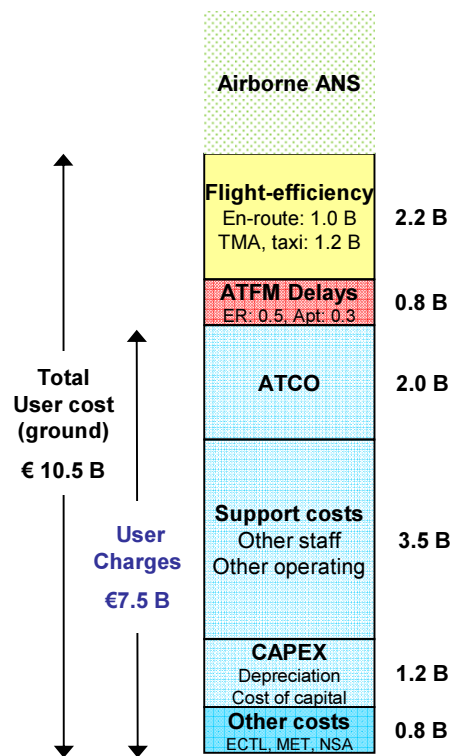 Airborne ANS
Flight-efficiency
En-route: 1.0 B
TMA, taxi: 1.2 B
2.2 B
ATFM Delays
ER: 0.5, Apt: 0.3
0.8 B
ATCO
2.0 B
Total
User cost
(ground)
€ 10.5 B
User
Charges
€7.5 B
Support costs
Other staff
Other operating
3.5 B
CAPEX
Depreciation
Cost of capital
1.2 B
Other costs
ECTL, MET, NSA
0.8 B